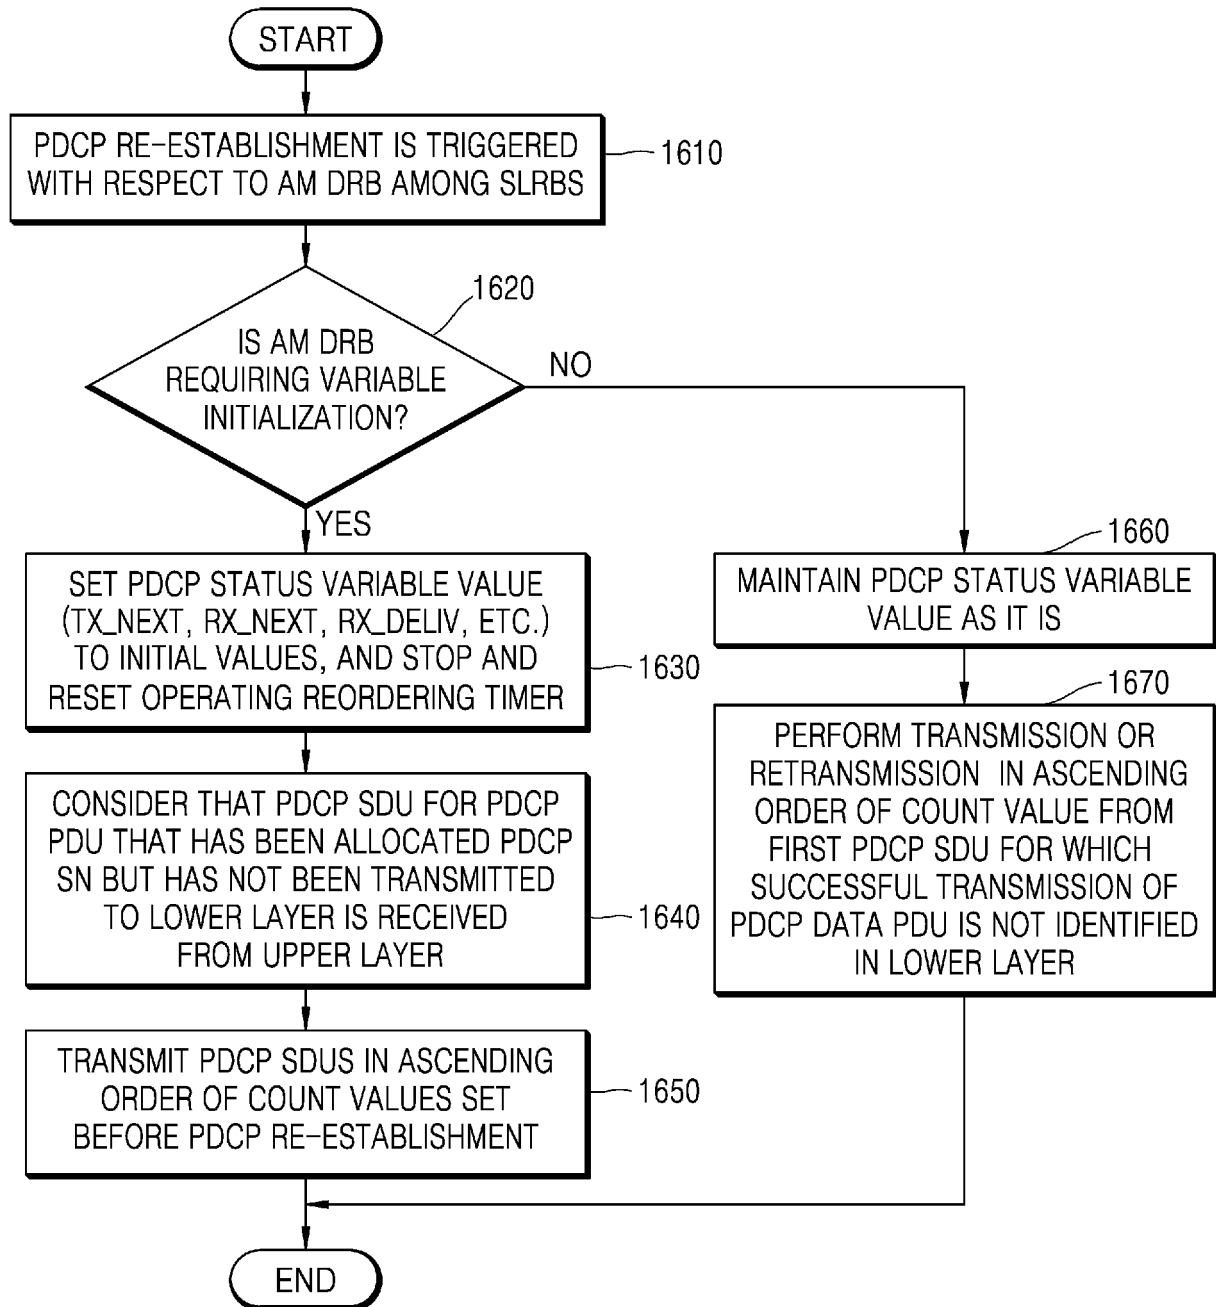 START
PDCP RE-ESTABLISHMENT IS TRIGGERED
WITH RESPECT TO AM DRB AMONG SLRBS
1610
1620
IS AM DRB
REQUIRING VARIABLE
INITIALIZATION?
NO
YES
SET PDCP STATUS VARIABLE VALUE
(TX_NEXT, RX_NEXT, RX_DELIV, ETC.)
TO INITIAL VALUES, AND STOP AND
RESET OPERATING REORDERING TIMER
1630
CONSIDER THAT PDCP SDU FOR PDCP
PDU THAT HAS BEEN ALLOCATED PDCP
SN BUT HAS NOT BEEN TRANSMITTED
TO LOWER LAYER IS RECEIVED
FROM UPPER LAYER
1640
TRANSMIT PDCP SDUS IN ASCENDING
ORDER OF COUNT VALUES SET
BEFORE PDCP RE-ESTABLISHMENT
1650
1660
MAINTAIN PDCP STATUS VARIABLE
VALUE AS IT IS
1670
PERFORM TRANSMISSION OR
RETRANSMISSION IN ASCENDING
ORDER OF COUNT VALUE FROM
FIRST PDCP SDU FOR WHICH
SUCCESSFUL TRANSMISSION OF
PDCP DATA PDU IS NOT IDENTIFIED
IN LOWER LAYER
END